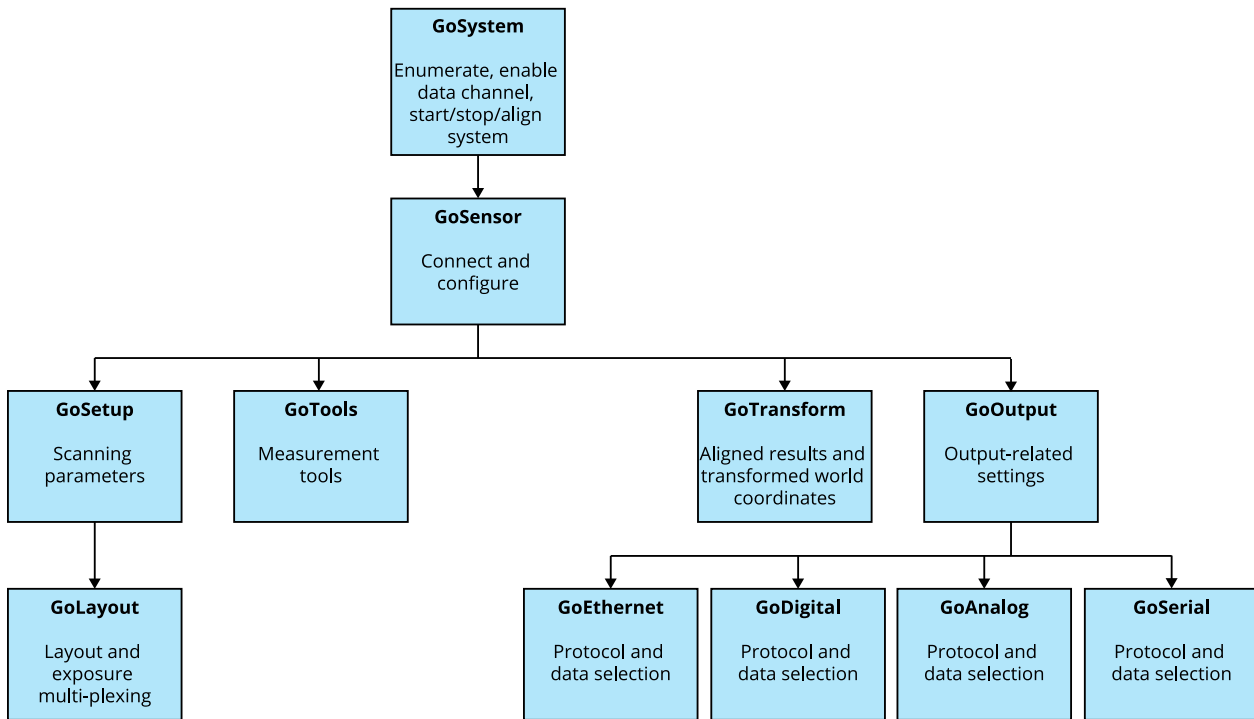 GoSystem
Enumerate, enable
data channel,
start/stop/align
system
GoSensor
Connect and
configure
GoSetup
Scanning
parameters
GoTools
Measurement
tools
GoTransform
Aligned results and
transformed world
coordinates
GoOutput
Output-related
settings
GoLayout
Layout and
exposure
multi-plexing
GoEthernet
Protocol and
data selection
GoDigital
Protocol and
data selection
GoAnalog
Protocol and
data selection
GoSerial
Protocol and
data selection